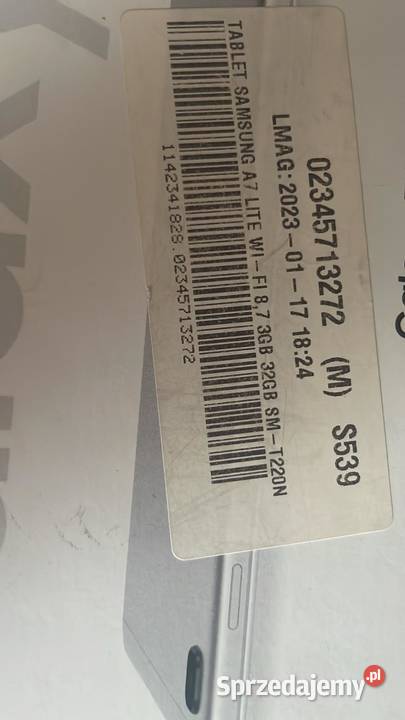 02345713272 (M) S539
LMAG: 2023-01-17 18:24
TABLET SAMSUNG A7 LITE WI-FI 8,7 3GB 32GB SM-T220N
1142341828.02345713272
Sprzedajemy.pl